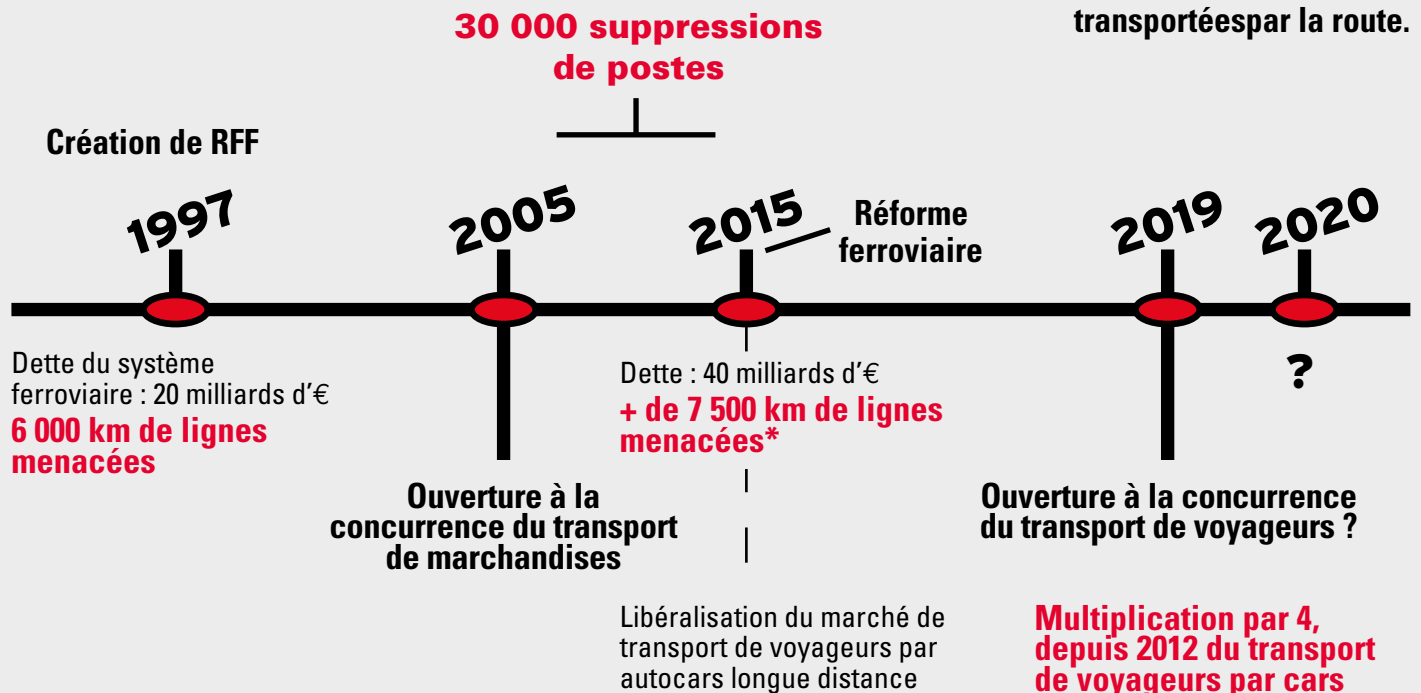 transportéespar la route.
30 000 suppressions
de postes
Création de RFF
1997
2005
2015
Réforme
ferroviaire
2019
2020
Dette du système
ferroviaire : 20 milliards d’€
6 000 km de lignes
menacées
Dette : 40 milliards d’€
+ de 7 500 km de lignes
menacées*
?
Ouverture à la
concurrence du transport
de marchandises
Ouverture à la concurrence
du transport de voyageurs ?
Libéralisation du marché de
transport de voyageurs par
autocars longue distance
Multiplication par 4,
depuis 2012 du transport
de voyageurs par cars